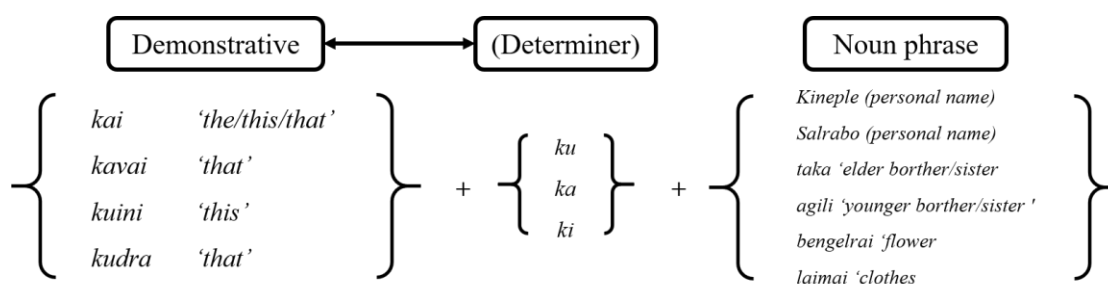 Demonstrative (Determiner) Noun phrase
kai ‘the/this/that’
kavai ‘that’
kuini ‘this’
kudra ‘that’
+
ku
ka
ki
+
Kineple (personal name)
Salrabo (personal name)
taka ‘elder borther/sister
agili ‘younger borther/sister '
bengelrai ‘flower
laimai ‘clothes